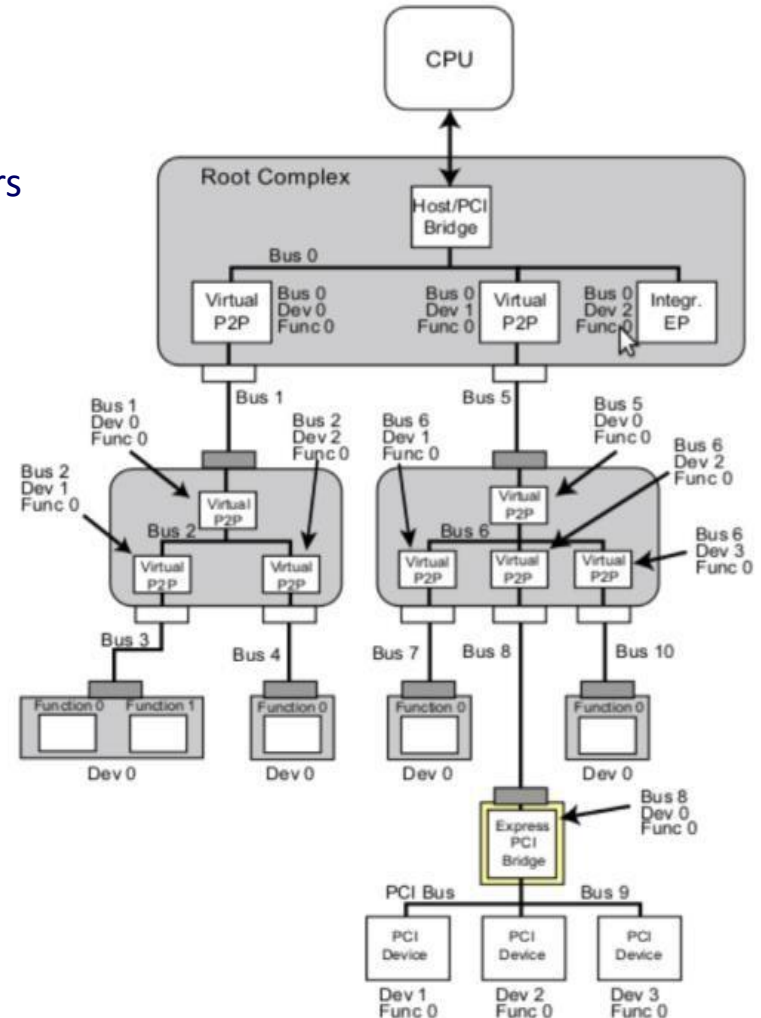 CPU
rs
Root Complex
Host/PCI
Bridge
Bus 0
Virtual
P2P
Bus 0
Dev 0
Func 0
Bus 0
Dev 1
Func 0
Virtual
P2P
Bus 0
Dev 2
Func 0
Integr.
EP
Bus 1
Bus 5
Bus 1
Dev 0
Func 0
Bus 2
Dev 2
Func 0
Bus 6
Dev 1
Func 0
Bus 5
Dev 0
Func 0
Bus 6
Dev 2
Func 0
Bus 2
Dev 1
Func 0
Virtual
P2P
Bus 2
Virtual
P2P
Virtual
P2P
Virtual
P2P
Bus 6
Virtual
P2P
Virtual
P2P
Virtual
P2P
Bus 6
Dev 3
Func 0
Bus 3
Bus 4
Bus 7
Bus 8
Bus 10
Function 0
Function 1
Dev 0
Function 0
Dev 0
Function 0
Dev 0
Function 0
Dev 0
Express
PCI
Bridge
Bus 8
Dev 0
Func 0
PCI Bus
Bus 9
PCI
Device
PCI
Device
PCI
Device
Dev 1
Func 0
Dev 2
Func 0
Dev 3
Func 0